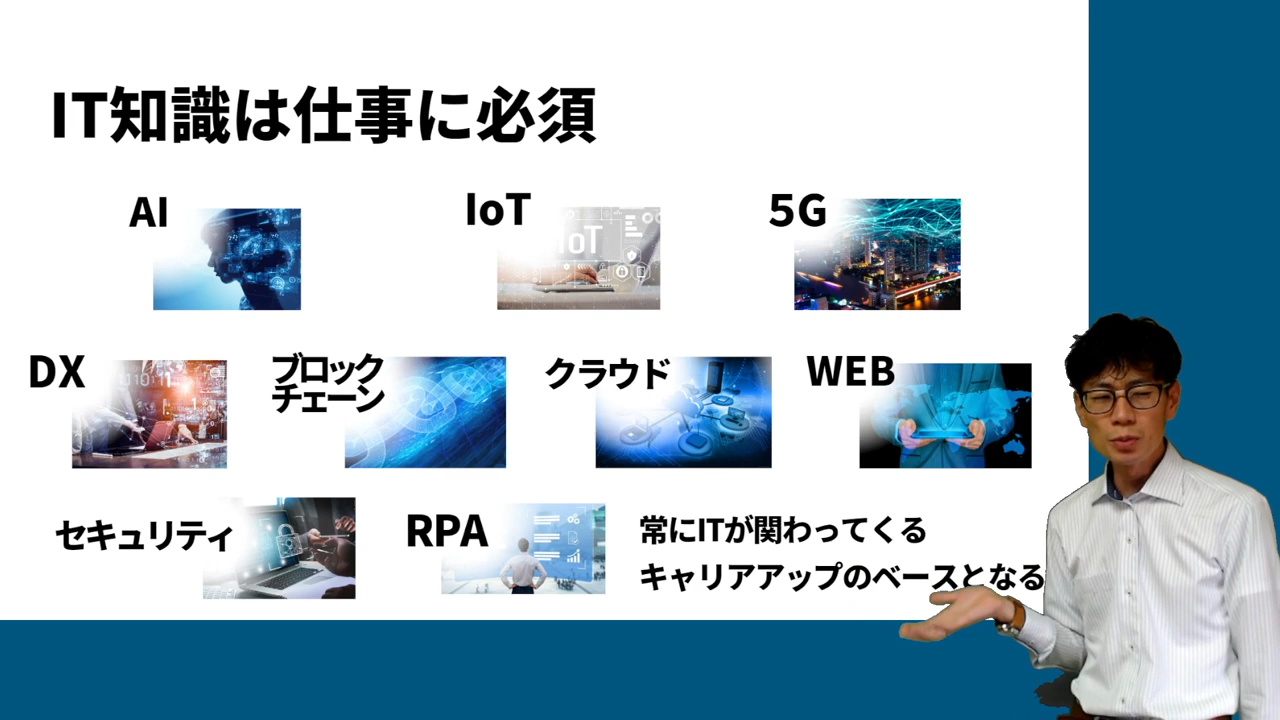 IT知識は仕事に必須
AI
IoT
IoT
5G
DX
ブロック
チェーン
クラウド
WEB
セキュリティ
RPA
常にITが関わってくる
キャリアアップのベースとなる